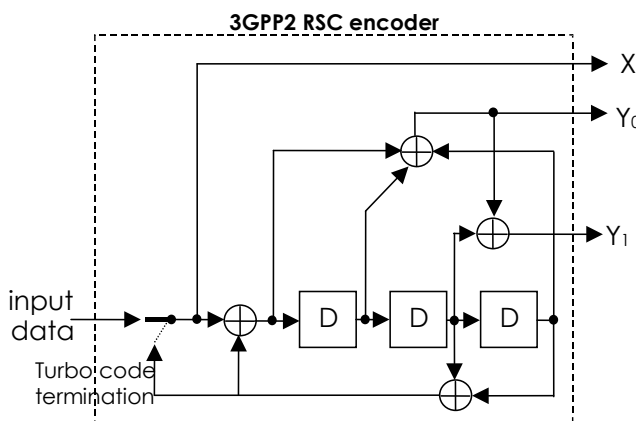 3GPP2 RSC encoder
X
Y0
Y1
input
data
D
D
D
Turbo code
termination